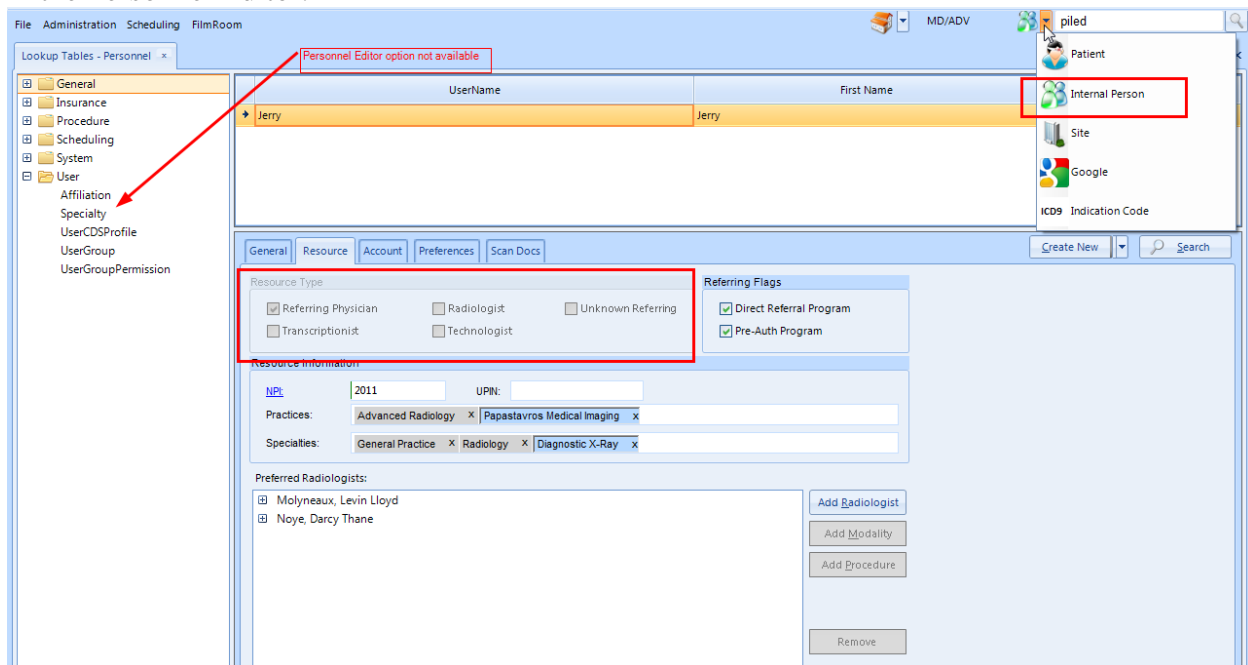 File Administration Scheduling FilmRoom MD/ADV piled
Lookup Tables - Personnel x
Personnel Editor option not available
General
Insurance
Procedure
Scheduling
System
User
Affiliation
Specialty
UserCDSProfile
UserGroup
UserGroupPermission
UserName First Name
Jerry Jerry
Patient
Internal Person
Site
Google
ICD9 Indication Code
General Resource Account Preferences Scan Docs Create New Search
Resource Type
Referring Physician Radiologist Unknown Referring
Transcriptionist Technologist
Referring Flags
Direct Referral Program
Pre-Auth Program
Resource Information
NPI: 2011 UPIN:
Practices: Advanced Radiology x Papastavros Medical Imaging x
Specialties: General Practice x Radiology x Diagnostic X-Ray x
Preferred Radiologists:
Molyneaux, Levin Lloyd
Noye, Darcy Thane
Add Radiologist
Add Modality
Add Procedure
Remove